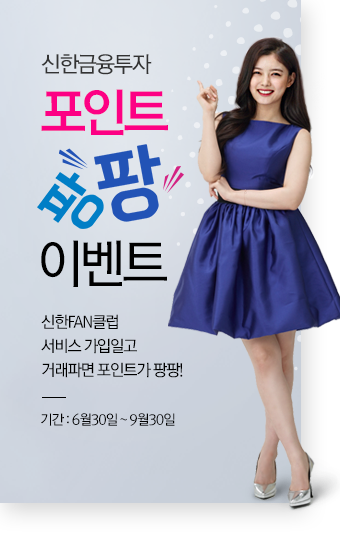 신한금융투자
포인트
팡팡
이벤트
신한FAN클럽
서비스 가입일고
거래파면 포인트가 팡팡!
기간 : 6월30일 ~ 9월30일